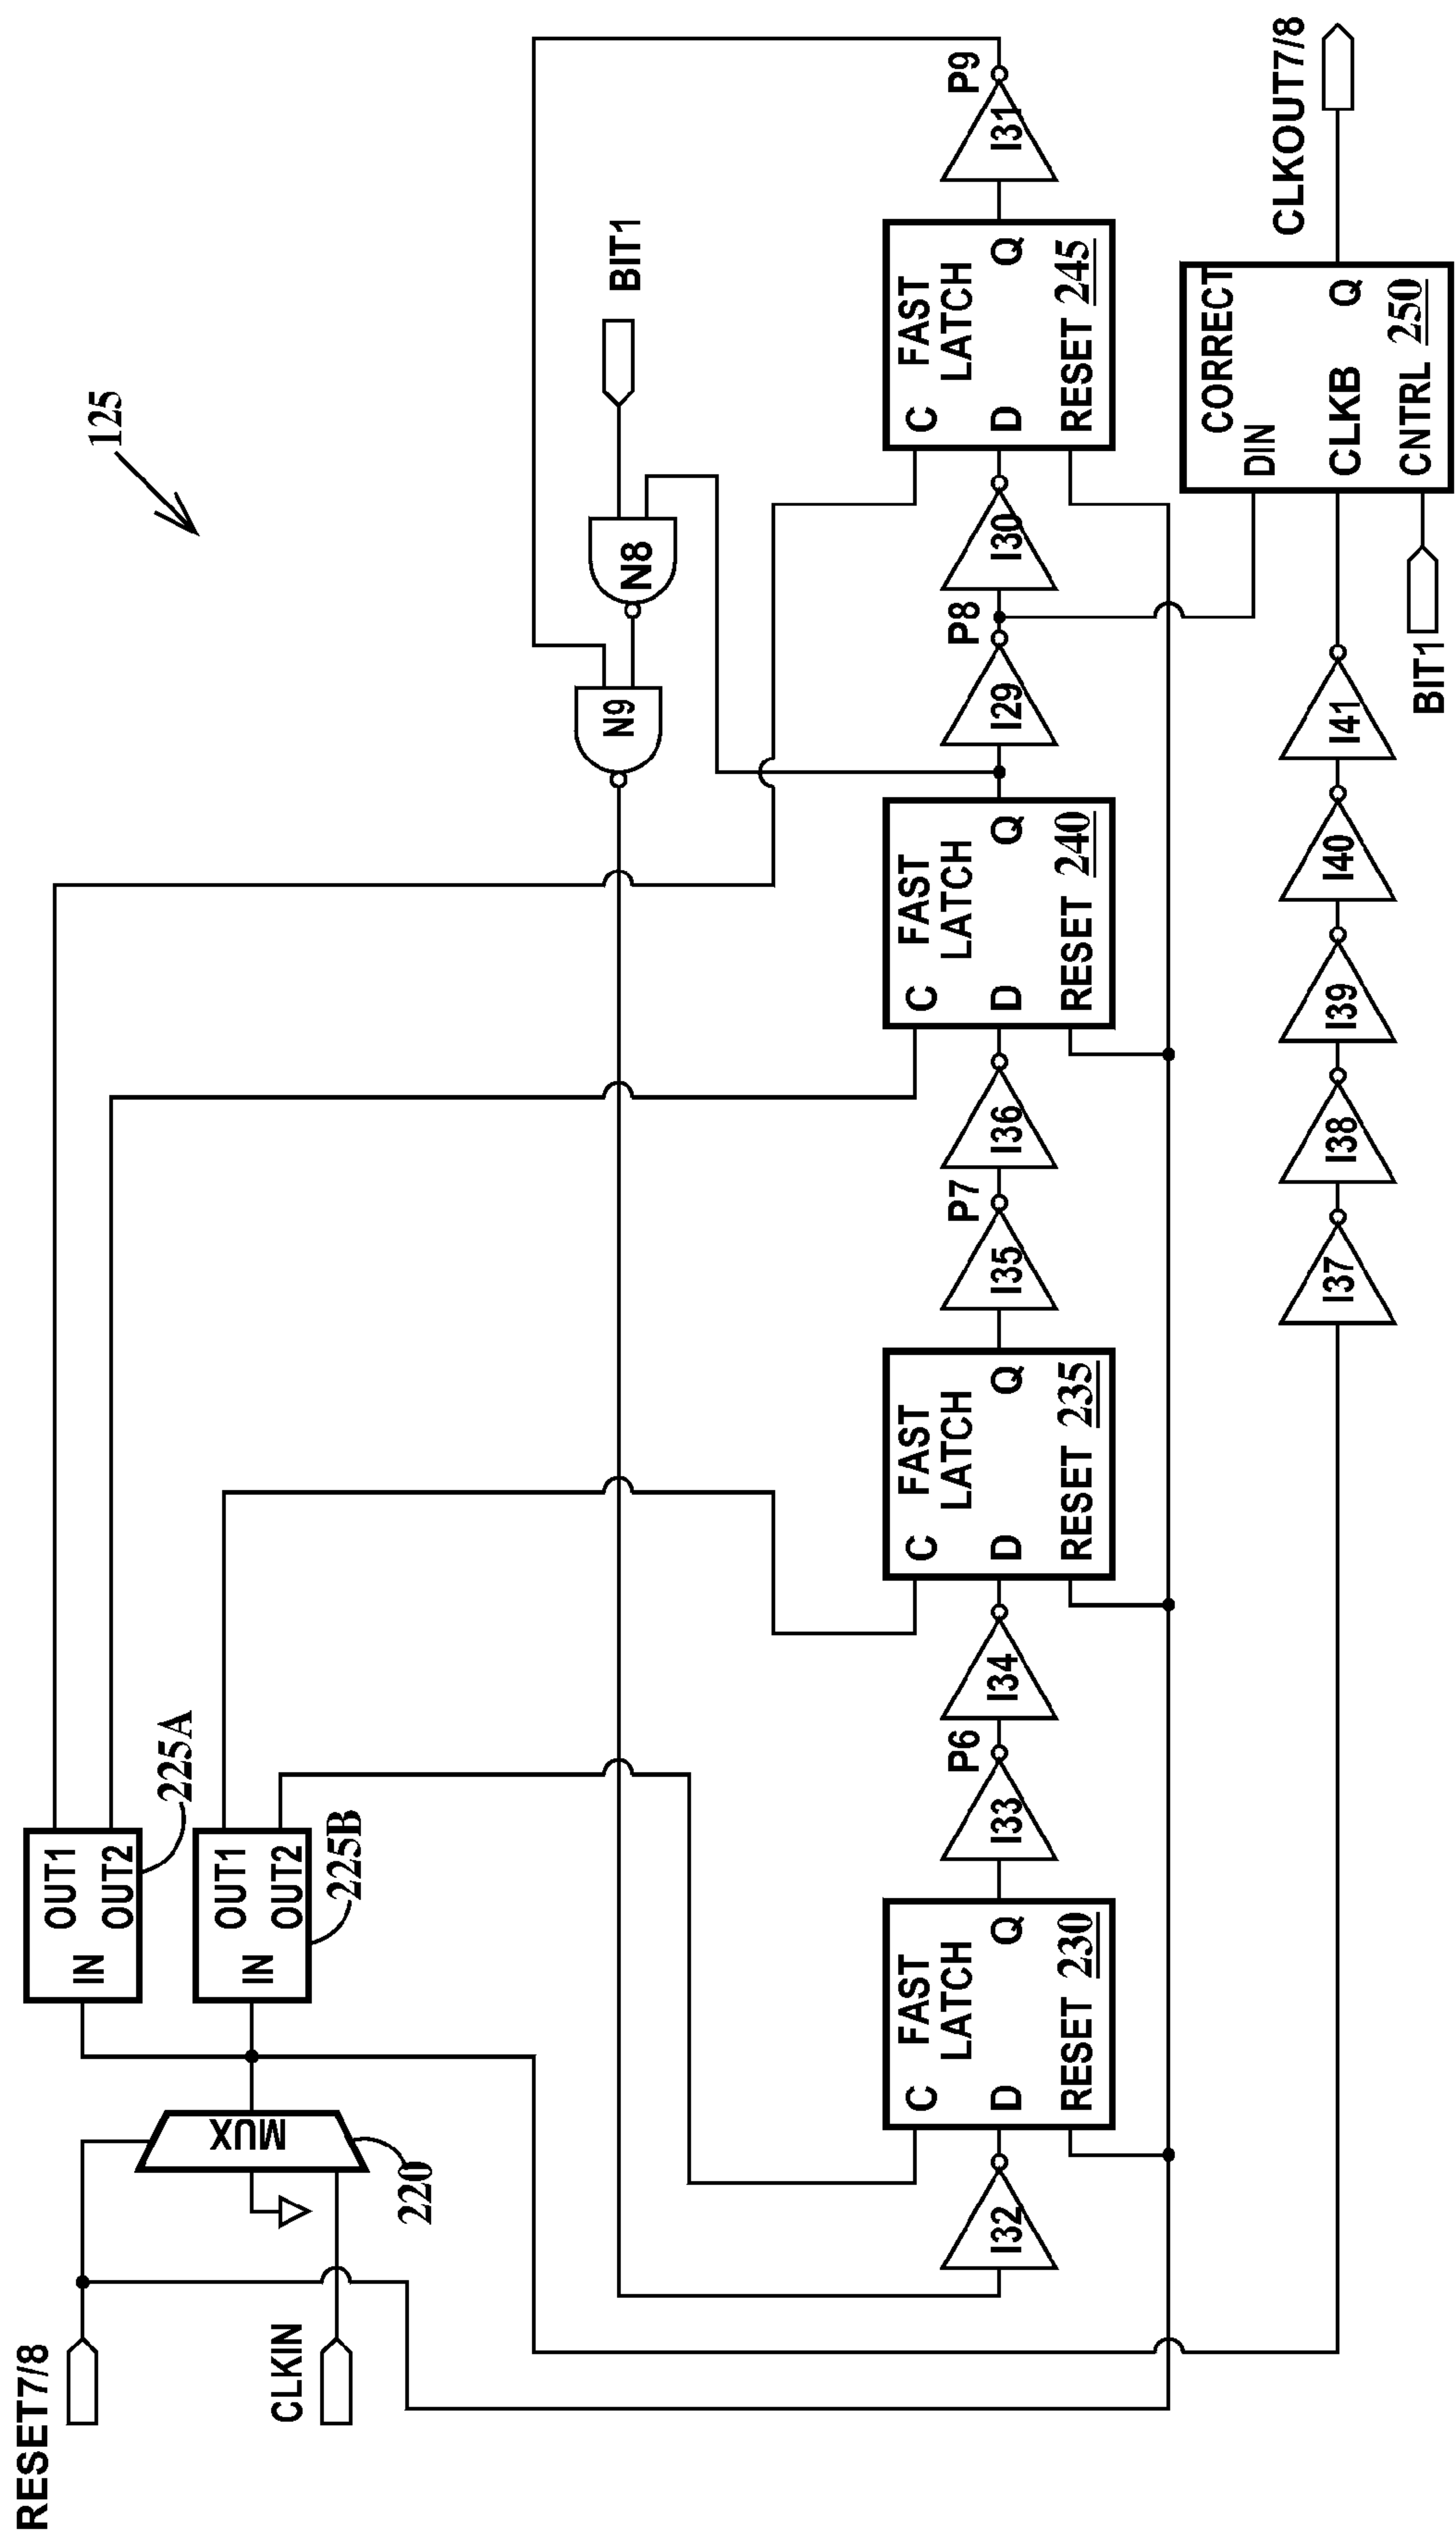 125
RESET7/8
CLKIN
MUX
220
IN
OUT1
OUT2
225A
IN
OUT1
OUT2
225B
N9
N8
BIT1
I32
FAST
LATCH
C
D
Q
RESET 230
I33
P6
I34
FAST
LATCH
C
D
Q
RESET 235
I35
P7
I36
FAST
LATCH
C
D
Q
RESET 240
I29
P8
I30
FAST
LATCH
C
D
Q
RESET 245
I31
P9
I37
I38
I39
I40
I41
BIT1
CORRECT
DIN
CLKB
Q
CNTRL 250
CLKOUT7/8